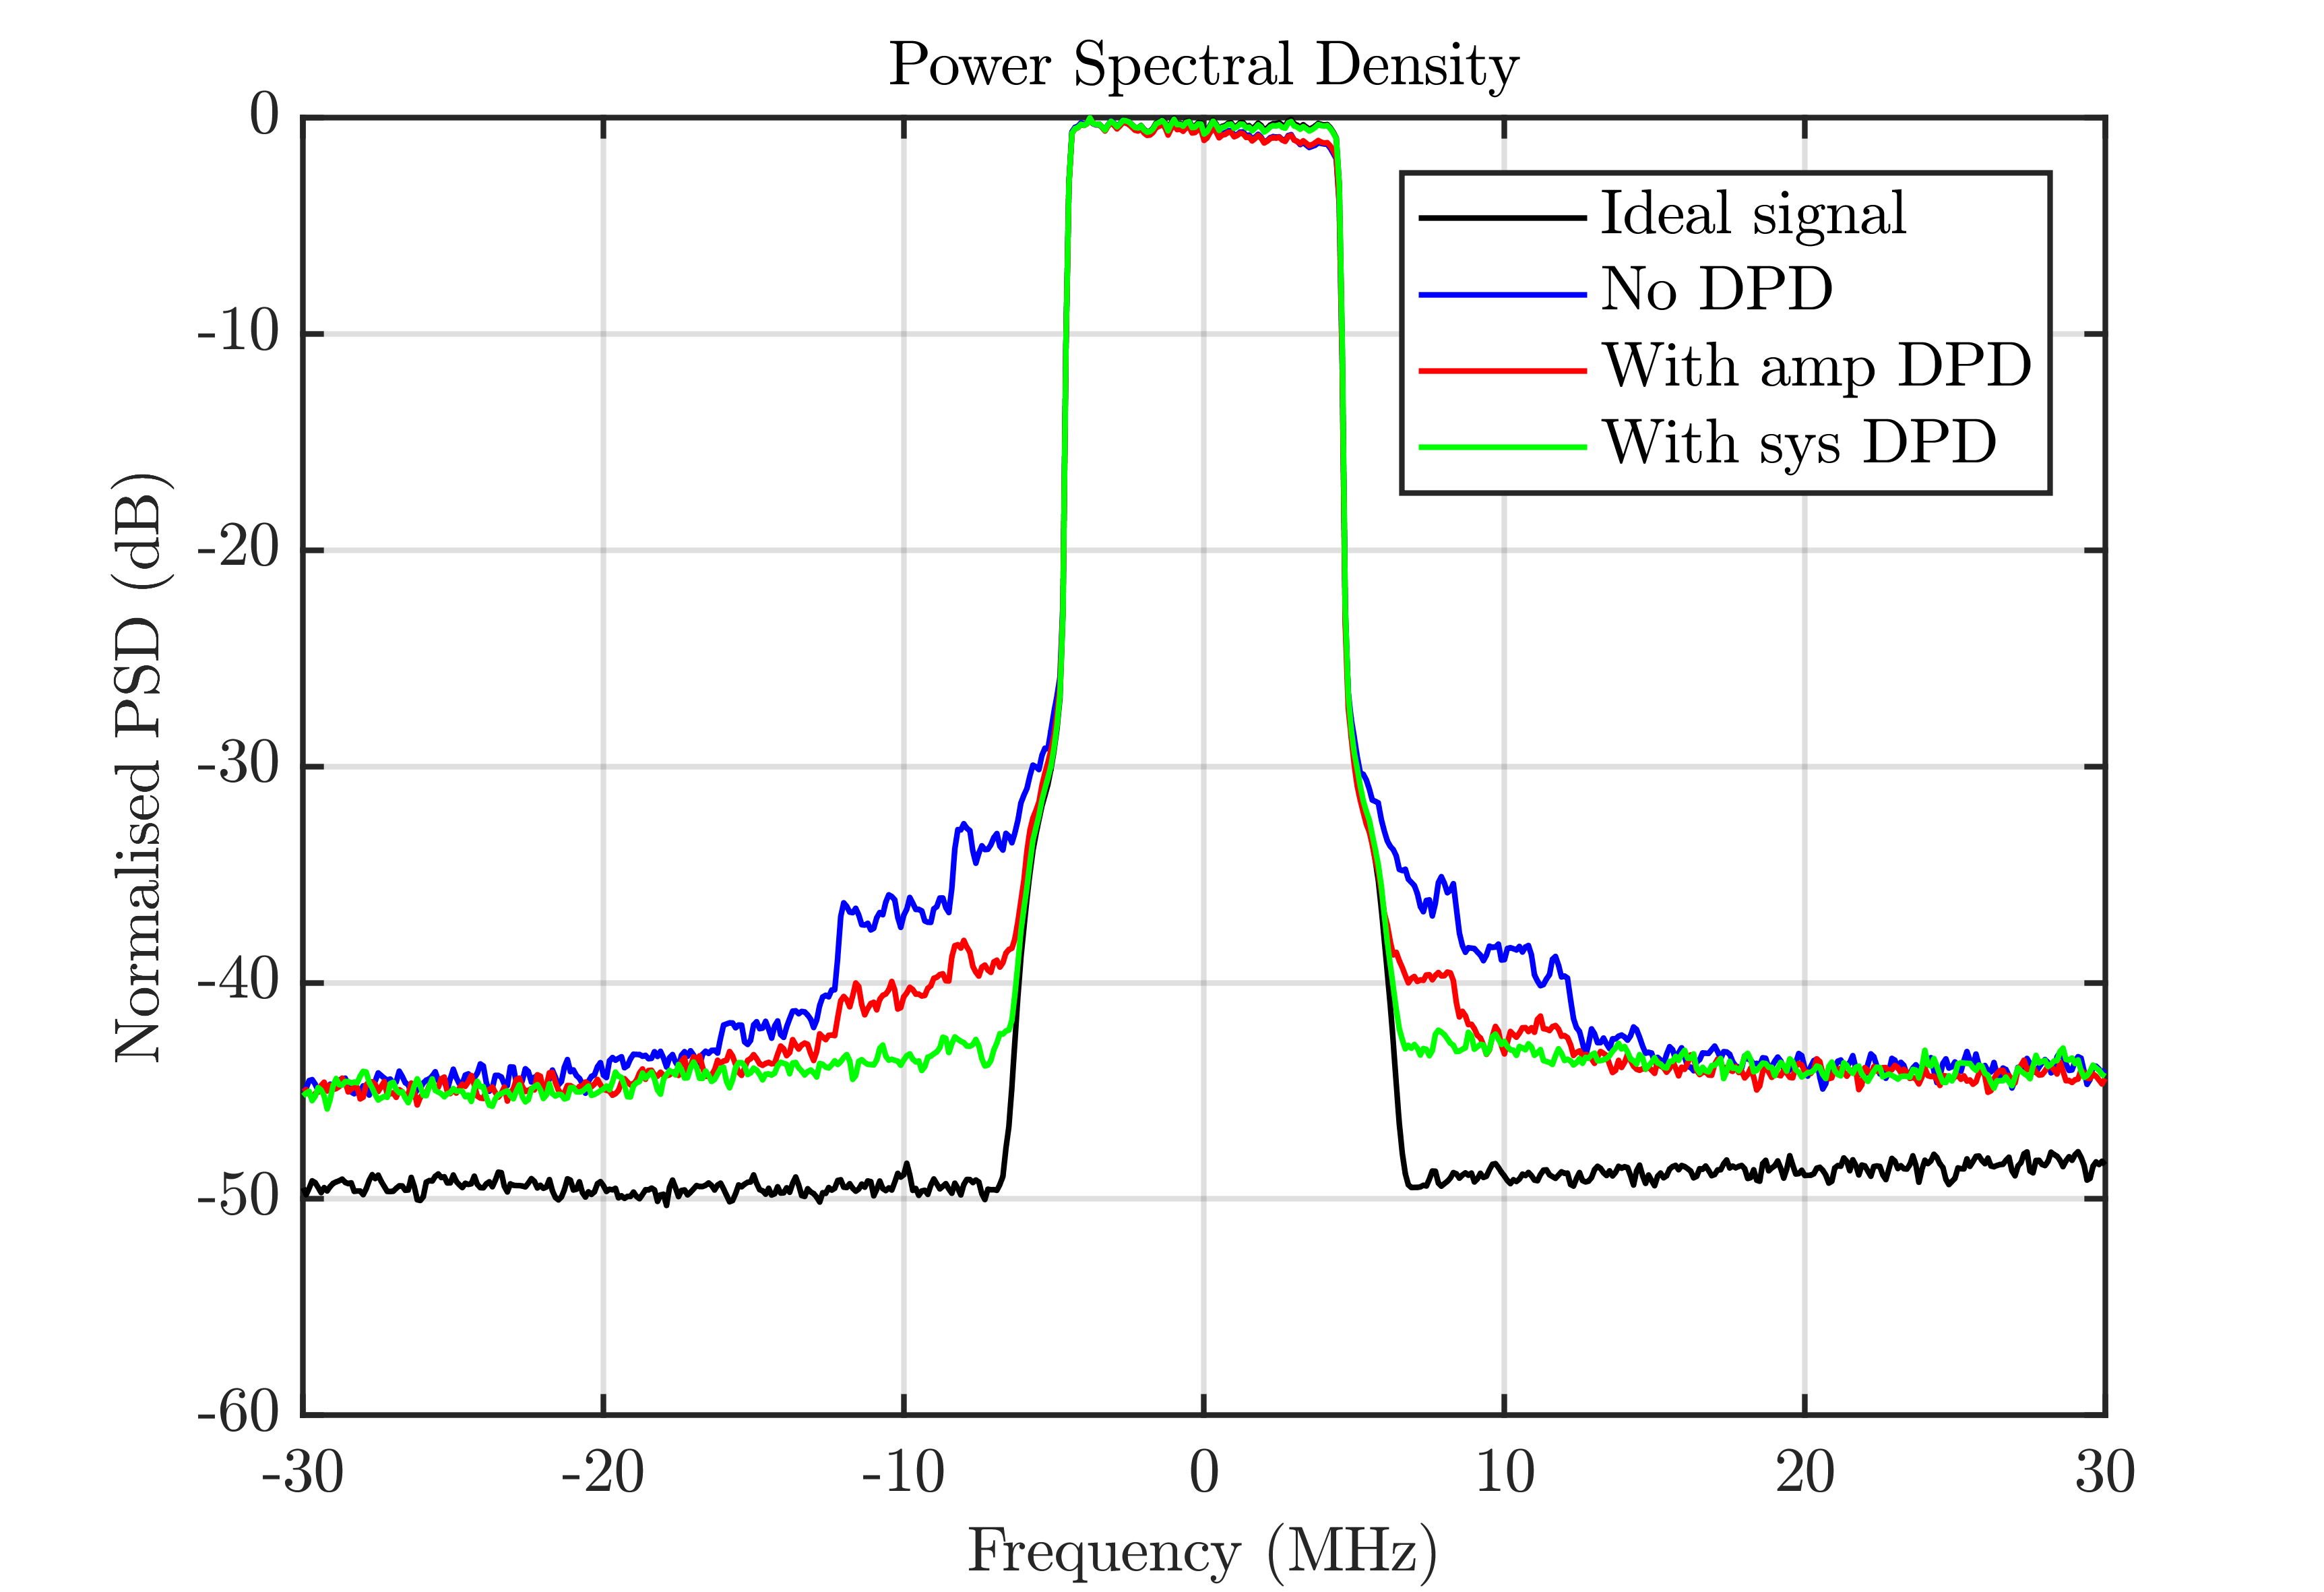 Power Spectral Density
0
-10
-20
-30
-40
-50
-60
Normalised PSD (dB)
Ideal signal
No DPD
With amp DPD
With sys DPD
-30 -20 -10 0 10 20 30
Frequency (MHz)